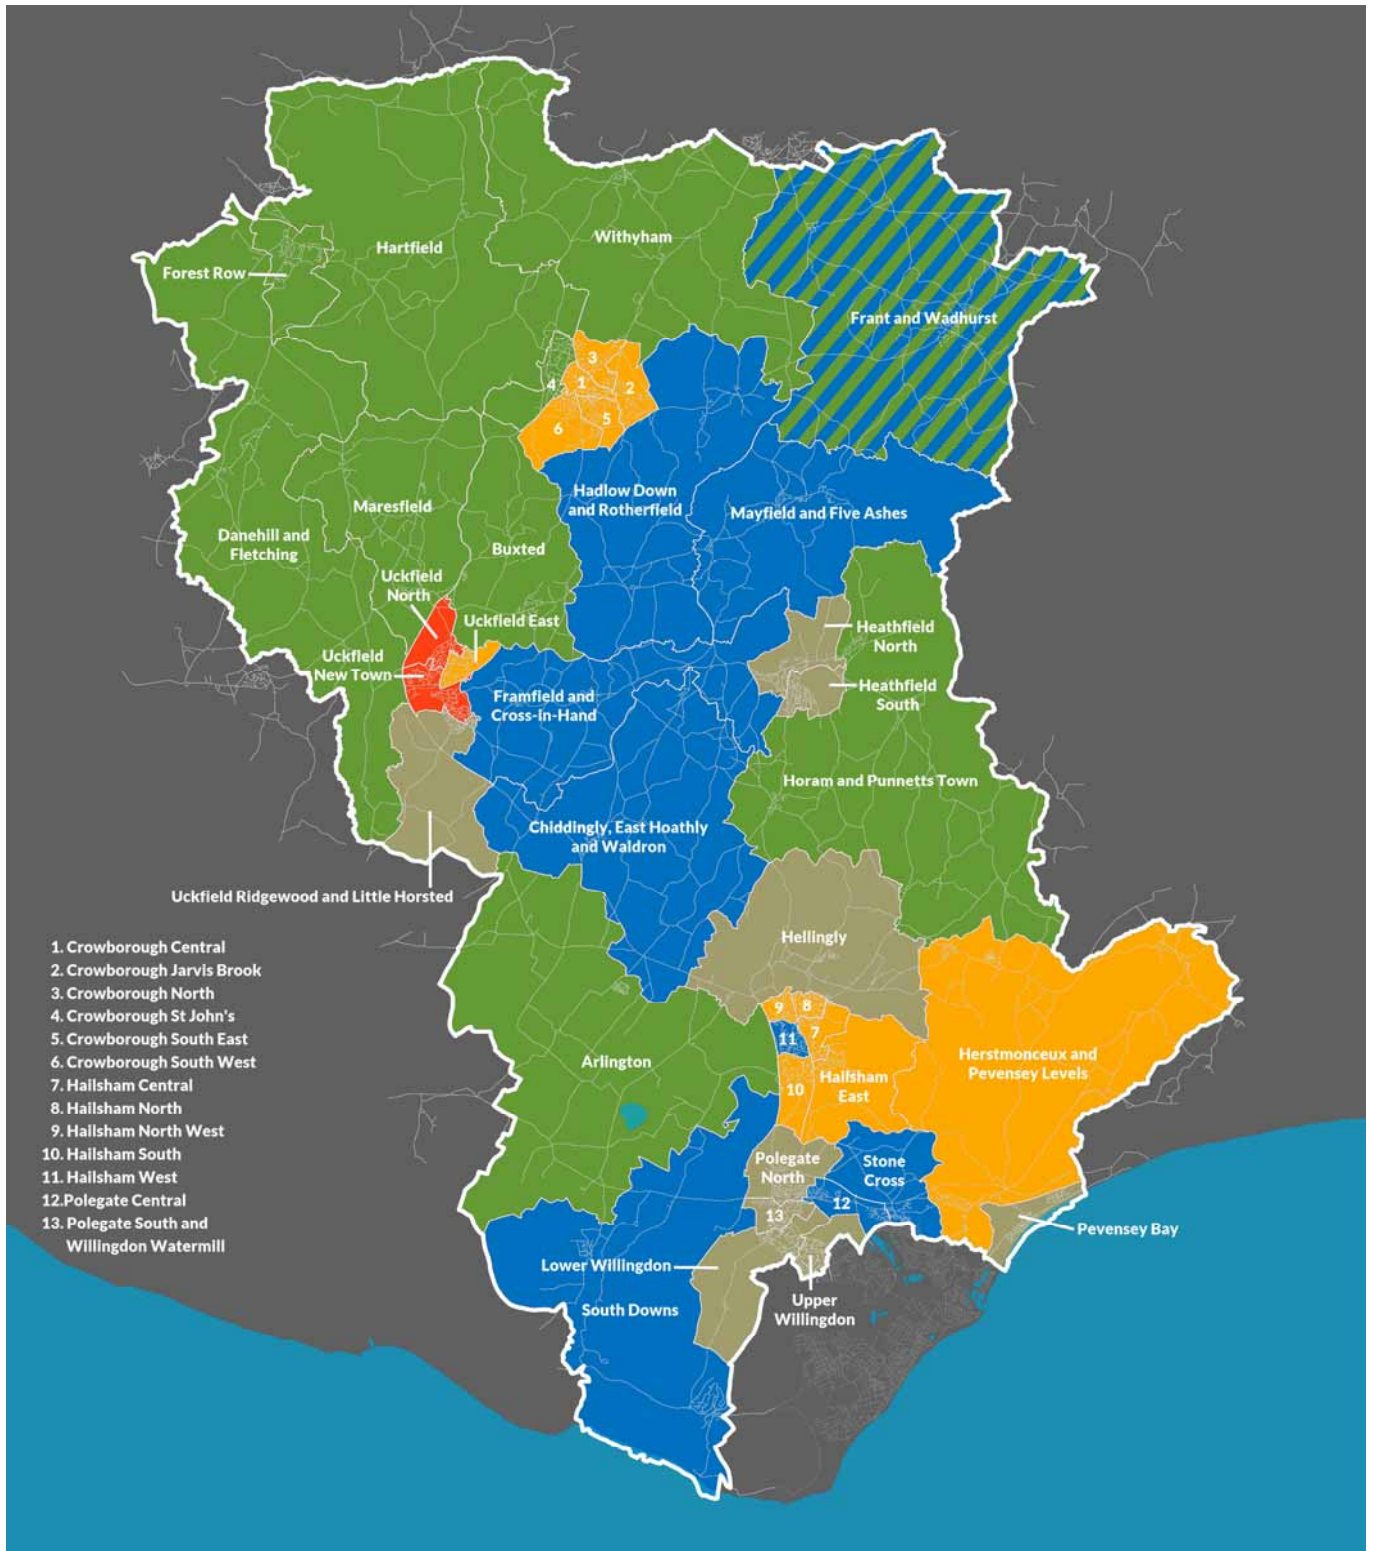 Hartfield
Withyham
Forest Row
Frant and Wadhurst
3
4
1
2
5
6
Hadlow Down
and Rotherfield
Mayfield and Five Ashes
Maresfield
Danehill and
Fletching
Buxted
Uckfield
North
Uckfield East
Heathfield
North
Uckfield
New Town
Heathfield
South
Framfield and
Cross-in-Hand
Horam and Punnetts Town
Chiddingly, East Hoathly
and Waldron
Uckfield Ridgewood and Little Horsted
Hellingly
1. Crowborough Central
2. Crowborough Jarvis Brook
3. Crowborough North
4. Crowborough St John's
5. Crowborough South East
6. Crowborough South West
7. Hailsham Central
8. Hailsham North
9. Hailsham North West
10. Hailsham South
11. Hailsham West
12.Polegate Central
13. Polegate South and
Willingdon Watermill
9
8
7
11
10
Arlington
Hailsham
East
Herstmonceux and
Pevensey Levels
Polegate
North
Stone
Cross
12
13
Pevensey Bay
Lower Willingdon
South Downs
Upper
Willingdon